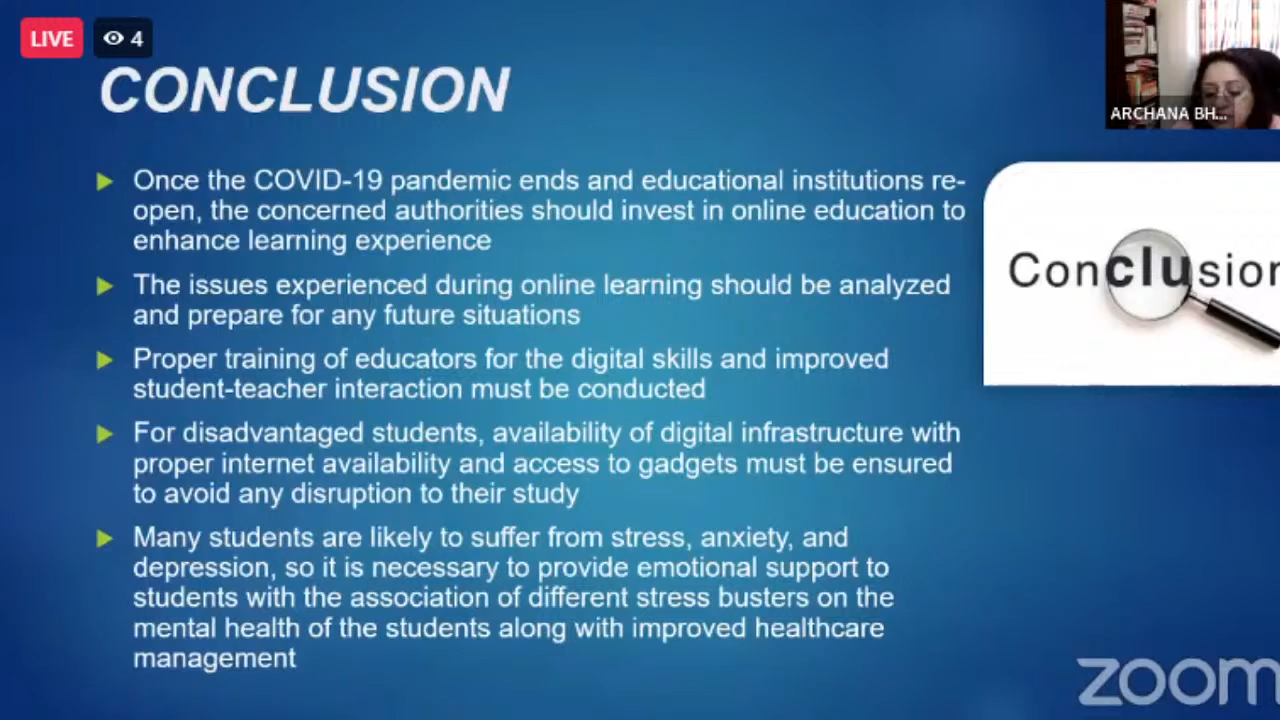 LIVE 4
CONCLUSION
ARCHANA BH...
Once the COVID-19 pandemic ends and educational institutions re-
open, the concerned authorities should invest in online education to
enhance learning experience
The issues experienced during online learning should be analyzed
and prepare for any future situations
Proper training of educators for the digital skills and improved
student-teacher interaction must be conducted
For disadvantaged students, availability of digital infrastructure with
proper internet availability and access to gadgets must be ensured
to avoid any disruption to their study
Many students are likely to suffer from stress, anxiety, and
depression, so it is necessary to provide emotional support to
students with the association of different stress busters on the
mental health of the students along with improved healthcare
management
Conclusion
zoom